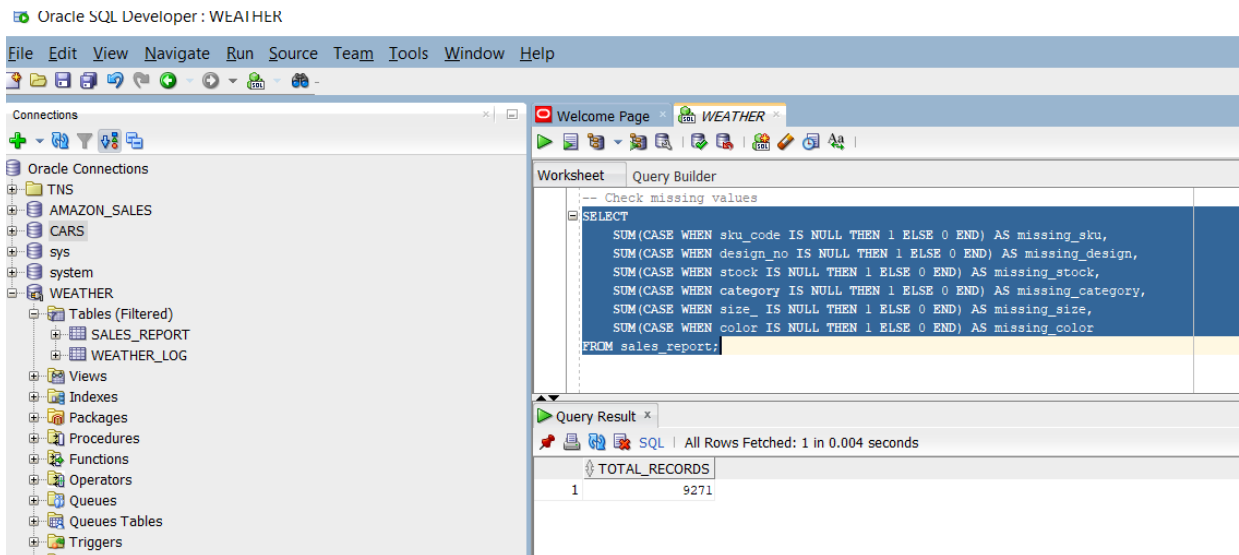 Oracle SQL Developer : WEATHER
File Edit View Navigate Run Source Team Tools Window Help
Connections
Oracle Connections
TNS
AMAZON_SALES
CARS
sys
system
WEATHER
Tables (Filtered)
SALES_REPORT
WEATHER_LOG
Views
Indexes
Packages
Procedures
Functions
Operators
Queues
Queues Tables
Triggers
Welcome Page
WEATHER
Worksheet Query Builder
-- Check missing values
SELECT
SUM(CASE WHEN sku_code IS NULL THEN 1 ELSE 0 END) AS missing_sku,
SUM(CASE WHEN design_no IS NULL THEN 1 ELSE 0 END) AS missing_design,
SUM(CASE WHEN stock IS NULL THEN 1 ELSE 0 END) AS missing_stock,
SUM(CASE WHEN category IS NULL THEN 1 ELSE 0 END) AS missing_category,
SUM(CASE WHEN size_ IS NULL THEN 1 ELSE 0 END) AS missing_size,
SUM(CASE WHEN color IS NULL THEN 1 ELSE 0 END) AS missing_color
FROM sales_report;
Query Result
SQL | All Rows Fetched: 1 in 0.004 seconds
TOTAL_RECORDS
1 9271